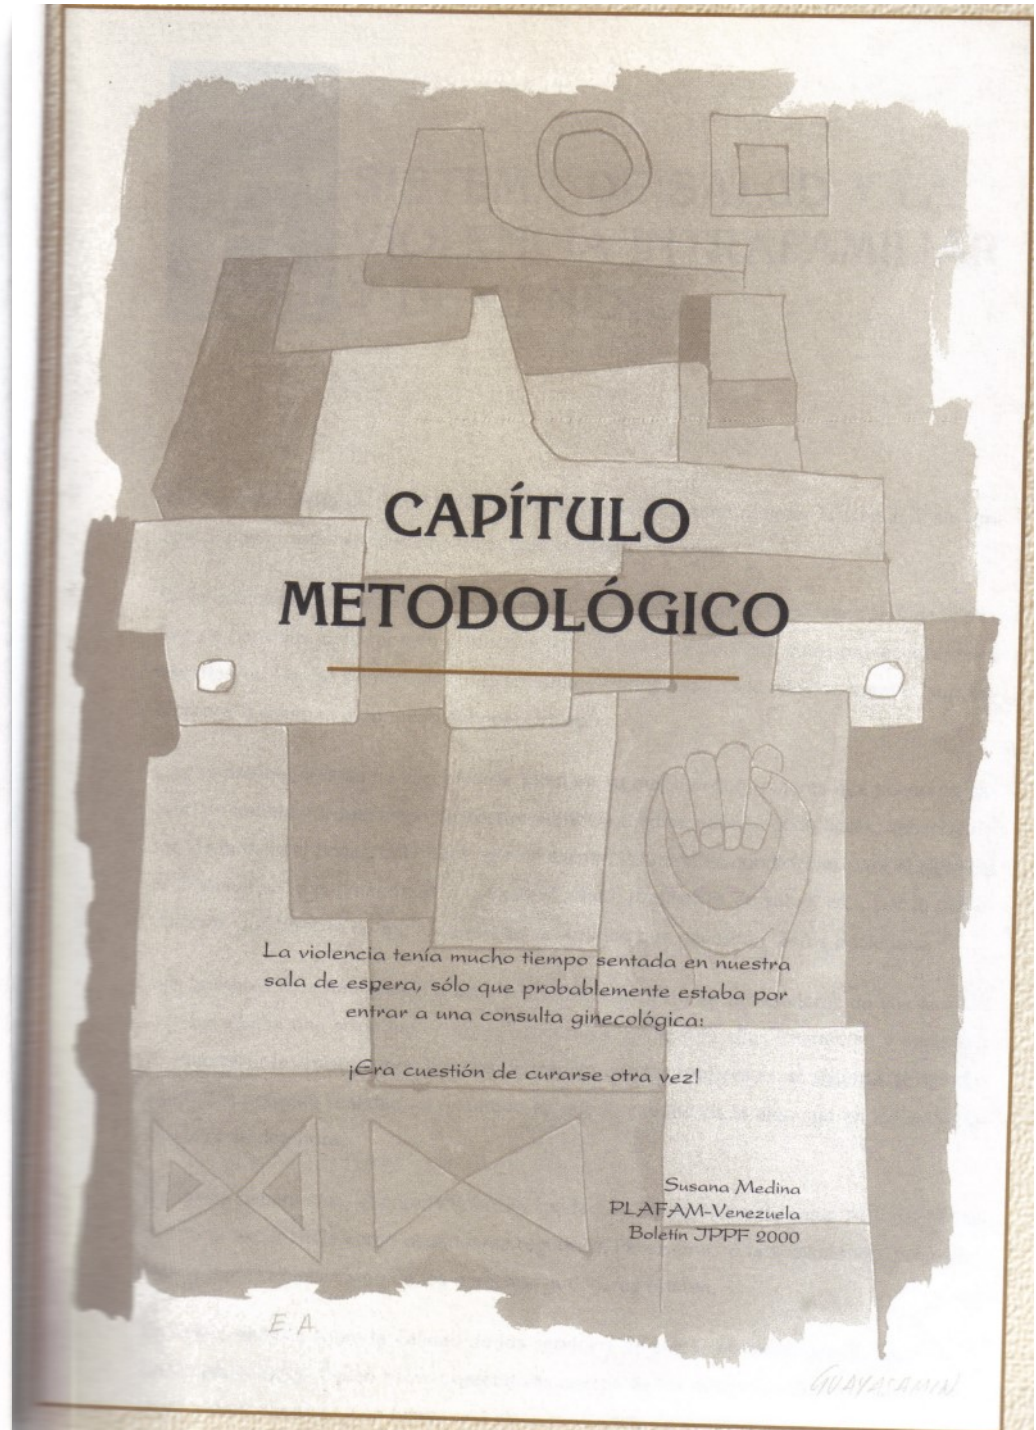 CAPÍTULO
METODOLÓGICO
La violencia tenía mucho tiempo sentada en nuestra
sala de espera, sólo que probablemente estaba por
entrar a una consulta ginecológica:
¡Era cuestión de curarse otra vez!
Susana Medina
PLAFAM-Venezuela
Boletín IPPF 2000
E. A
GUAYASAMIN